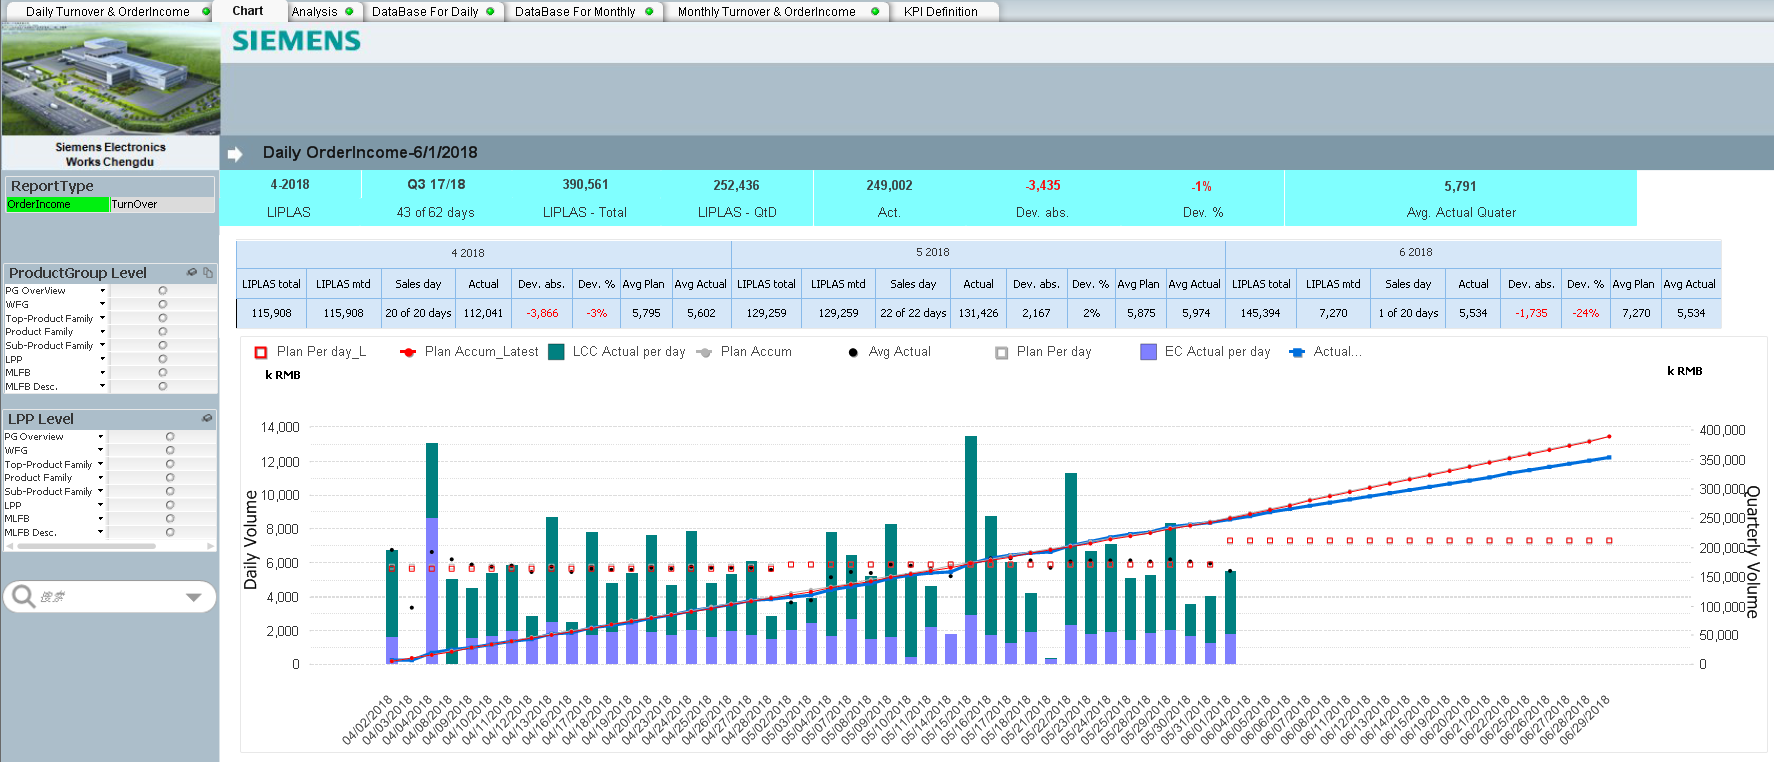 Daily Turnover & OrderIncome
Chart
Analysis
DataBase For Daily
DataBase For Monthly
Monthly Turnover & OrderIncome
KPI Definition
SIEMENS
Siemens Electronics
Works Chengdu
Daily OrderIncome-6/1/2018
ReportType
OrderIncome TurnOver
4-2018 Q3 17/18 390,561 252,436 249,002 -3,435 -1% 5,791
LIPLAS 43 of 62 days LIPLAS - Total LIPLAS - QtD Act. Dev. abs. Dev. % Avg. Actual Quater
ProductGroup Level
PG OverView
WFG
Top-Product Family
Product Family
Sub-Product Family
LPP
MLFB
MLFB Desc.
LPP Level
PG Overview
WFG
Top-Product Family
Product Family
Sub-Product Family
LPP
MLFB
MLFB Desc.
搜索
4 2018 5 2018 6 2018
LIPLAS total LIPLAS mtd Sales day Actual Dev. abs. Dev. % Avg Plan Avg Actual LIPLAS total LIPLAS mtd Sales day Actual Dev. abs. Dev. % Avg Plan Avg Actual LIPLAS total LIPLAS mtd Sales day Actual Dev. abs. Dev. % Avg Plan Avg Actual
115,908 115,908 20 of 20 days 112,041 -3,866 -3% 5,795 5,602 129,259 129,259 22 of 22 days 131,426 2,167 2% 5,875 5,974 145,394 7,270 1 of 20 days 5,534 -1,735 -24% 7,270 5,534
Plan Per day_L Plan Accum_Latest LCC Actual per day Plan Accum Avg Actual Plan Per day EC Actual per day Actual...
k RMB
k RMB
Daily Volume
14,000
12,000
10,000
8,000
6,000
4,000
2,000
0
400,000
350,000
300,000
250,000
200,000
150,000
100,000
50,000
0
Quarterly Volume
04/02/2018
04/03/2018
04/04/2018
04/08/2018
04/09/2018
04/10/2018
04/11/2018
04/12/2018
04/13/2018
04/16/2018
04/17/2018
04/18/2018
04/19/2018
04/20/2018
04/23/2018
04/24/2018
04/25/2018
04/26/2018
04/27/2018
05/02/2018
05/03/2018
05/04/2018
05/07/2018
05/08/2018
05/09/2018
05/10/2018
05/11/2018
05/14/2018
05/15/2018
05/16/2018
05/17/2018
05/18/2018
05/21/2018
05/22/2018
05/23/2018
05/24/2018
05/25/2018
05/28/2018
05/29/2018
05/30/2018
05/31/2018
06/01/2018
06/04/2018
06/05/2018
06/06/2018
06/07/2018
06/08/2018
06/11/2018
06/12/2018
06/13/2018
06/14/2018
06/15/2018
06/19/2018
06/20/2018
06/21/2018
06/22/2018
06/25/2018
06/26/2018
06/27/2018
06/28/2018
06/29/2018